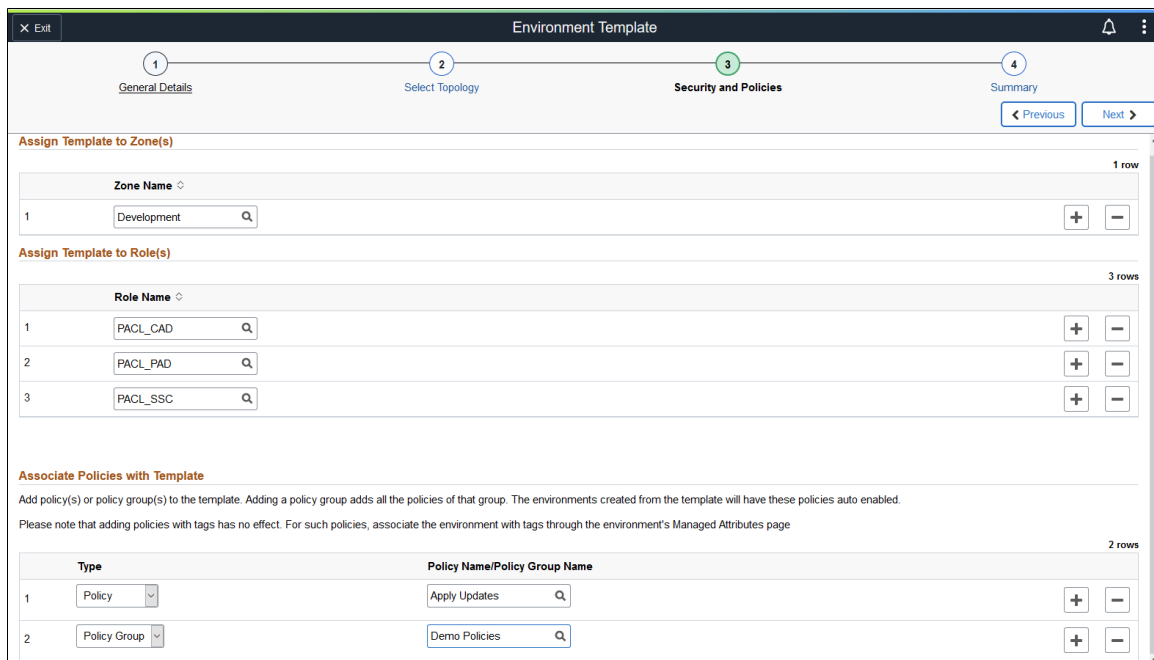 Exit
Environment Template
1 2 3 4
General Details Select Topology Security and Policies Summary
Previous Next
Assign Template to Zone(s)
1 row
Zone Name
1 Development
Assign Template to Role(s)
3 rows
Role Name
1 PACL_CAD
2 PACL_PAD
3 PACL_SSC
Associate Policies with Template
Add policy(s) or policy group(s) to the template. Adding a policy group adds all the policies of that group. The environments created from the template will have these policies auto enabled.
Please note that adding policies with tags has no effect. For such policies, associate the environment with tags through the environment's Managed Attributes page
2 rows
Type Policy Name/Policy Group Name
1 Policy Apply Updates
2 Policy Group Demo Policies